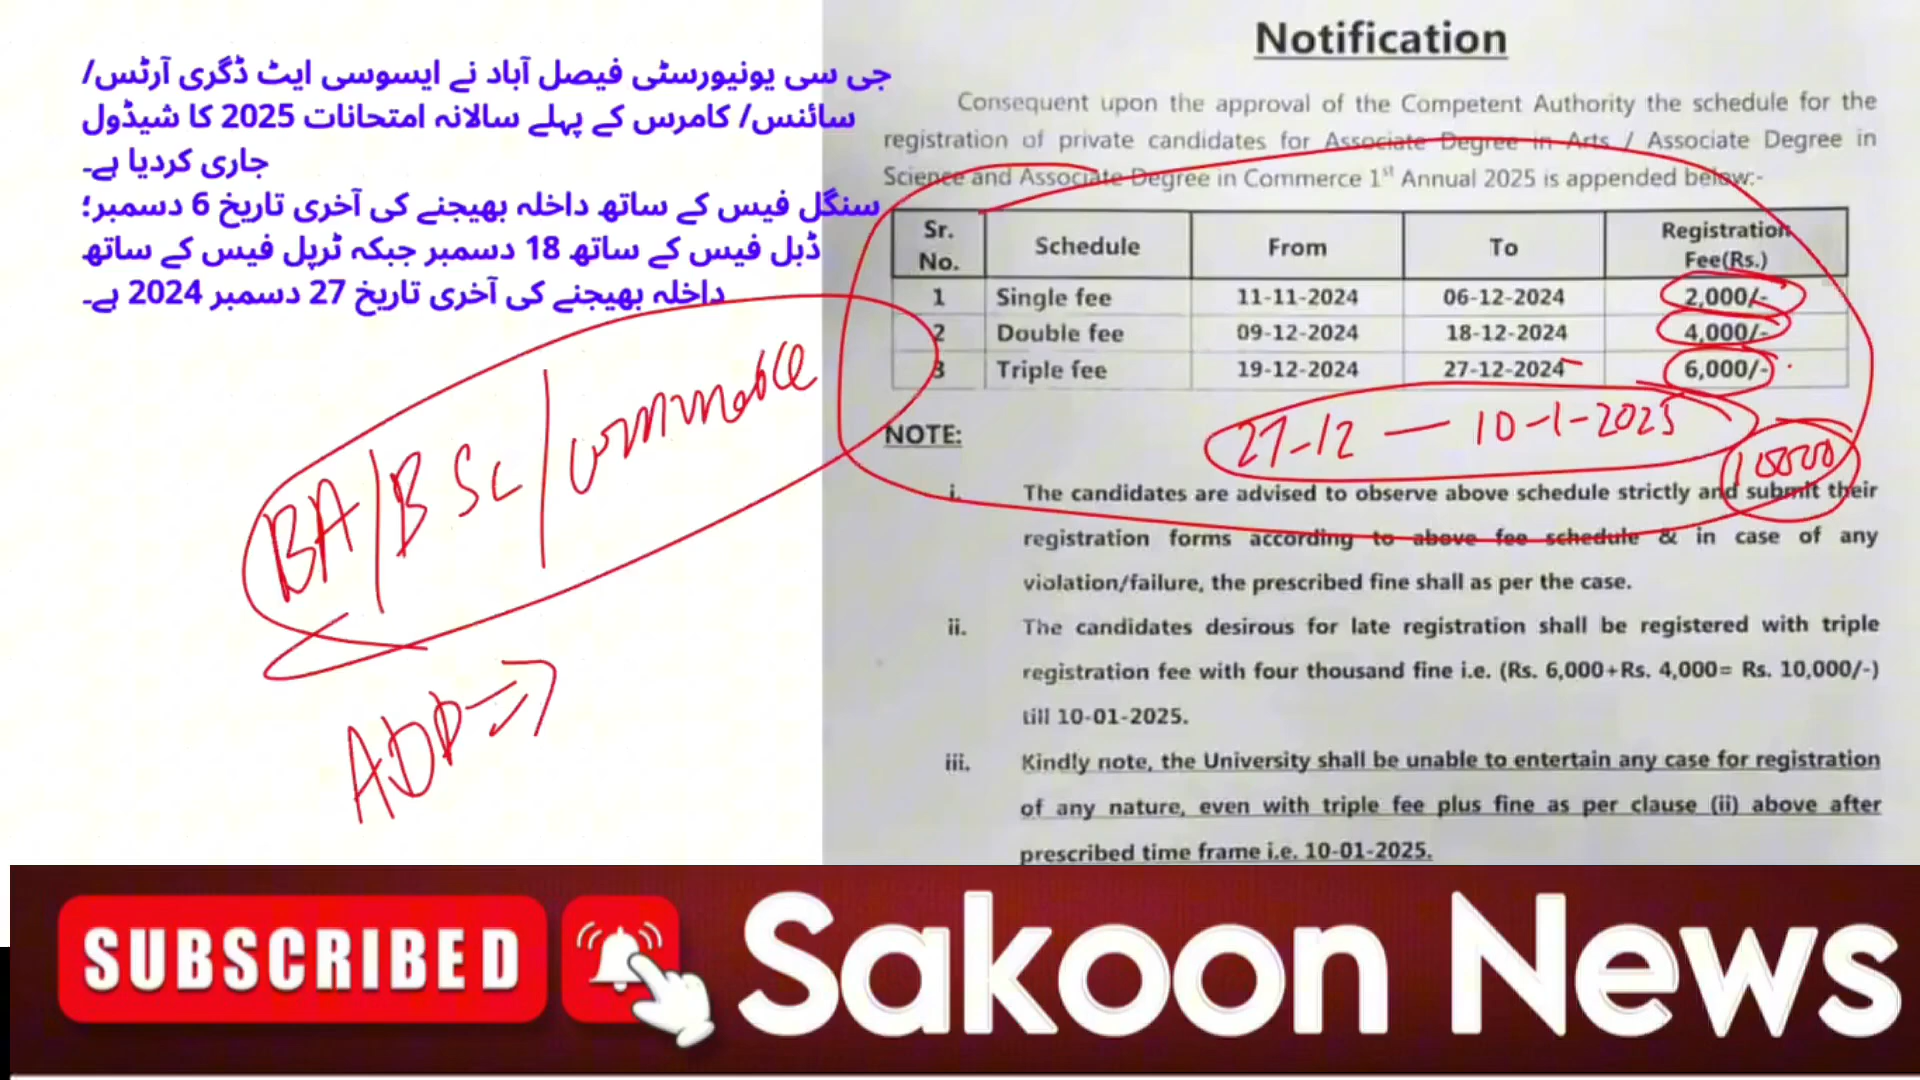 جی سی یونیورسٹی فیصل آباد نے ایسوسی ایٹ ڈگری آرٹس/
سائنس/ کامرس کے پہلے سالانہ امتحانات 2025 کا شیڈول
جاری کردیا ہے۔
سنگل فیس کے ساتھ داخلہ بھیجنے کی آخری تاریخ 6 دسمبر؛
ڈبل فیس کے ساتھ 18 دسمبر جبکہ ٹرپل فیس کے ساتھ
داخلہ بھیجنے کی آخری تاریخ 27 دسمبر 2024 ہے۔
BA/BSc/
ADP
Notification
Consequent upon the approval of the Competent Authority the schedule for the
registration of private candidates for Associate Degree in Arts / Associate Degree in
Science and Associate Degree in Commerce 1st Annual 2025 is appended below:-
Sr. No. Schedule From To Registration Fee(Rs.)
1 Single fee 11-11-2024 06-12-2024 2,000/-
2 Double fee 09-12-2024 18-12-2024 4,000/-
3 Triple fee 19-12-2024 27-12-2024 6,000/-
27-12 — 10-1-2025
10000
NOTE:
i. The candidates are advised to observe above schedule strictly and submit their
registration forms according to above fee schedule & in case of any
violation/failure, the prescribed fine shall as per the case.
ii. The candidates desirous for late registration shall be registered with triple
registration fee with four thousand fine i.e. (Rs. 6,000+Rs. 4,000= Rs. 10,000/-)
till 10-01-2025.
iii. Kindly note, the University shall be unable to entertain any case for registration
of any nature, even with triple fee plus fine as per clause (ii) above after
prescribed time frame i.e. 10-01-2025.
SUBSCRIBED
Sakoon News